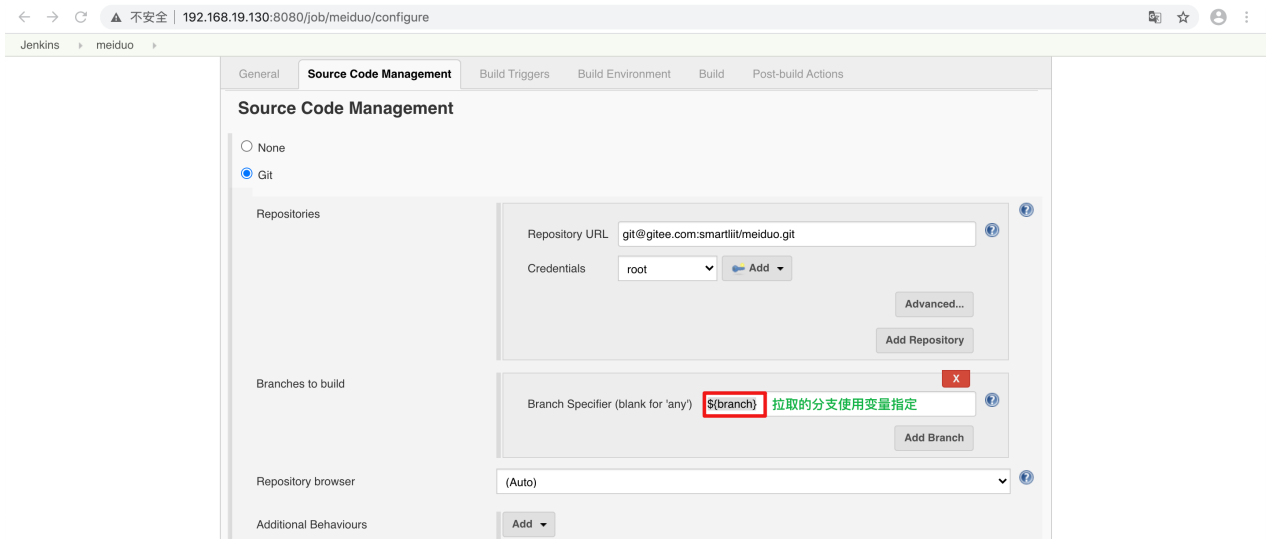 不安全 192.168.19.130:8080/job/meiduo/configure
Jenkins meiduo
General Source Code Management Build Triggers Build Environment Build Post-build Actions
Source Code Management
None
Git
Repositories
Repository URL git@gitee.com:smartliit/meiduo.git
Credentials root Add
Advanced...
Add Repository
Branches to build
X
Branch Specifier (blank for 'any') ${branch} 拉取的分支使用变量指定
Add Branch
Repository browser (Auto)
Additional Behaviours Add